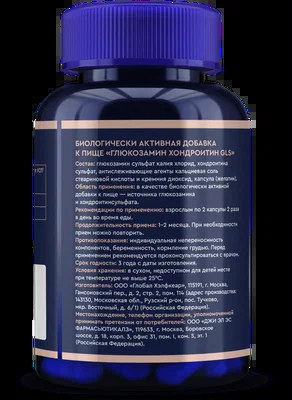 БИОЛОГИЧЕСКИ АКТИВНАЯ ДОБАВКА
К ПИЩЕ «ГЛЮКОЗАМИН ХОНДРОИТИН GLS»
Состав: глюкозамин сульфат калия хлорид, хондроитин
сульфат, антислеживающие агенты кальциевая соль
стеариновой кислоты и кремния диоксид, капсула (желатин).
Область применения: в качестве биологически активной
добавки к пище — источника глюкозамина
и хондроитинсульфата.
Рекомендации по применению: взрослым по 2 капсулы 2 раза
в день во время еды.
Продолжительность приема: 1–2 месяца. При необходимости
прием можно повторить.
Противопоказания: индивидуальная непереносимость
компонентов, беременность, кормление грудью. Перед
применением рекомендуется проконсультироваться с врачом.
Срок годности: 3 года с даты изготовления.
Условия хранения: в сухом, недоступном для детей месте
при температуре не выше 25°С.
Изготовитель: ООО «Глобал Хэлфкеар», 115191, г. Москва,
Гамсоновский пер., д. 2, стр. 2, пом. 114 (адрес производства
143130, Московская обл., Рузский р-он, пос. Тучково,
мкр. Восточный, д. 6/1) (Российская Федерация).
Местонахождение, телефон организации, уполномоченной
принимать претензии от потребителей: ООО «ДЖИ ЭЛ ЭС
ФАРМАСЬЮТИКАЛЗ», 119633, г. Москва, Боровское
шоссе, д. 18, корп. 3, офис 31, пом. I, ком. 5, эт. 1
(Российская Федерация).